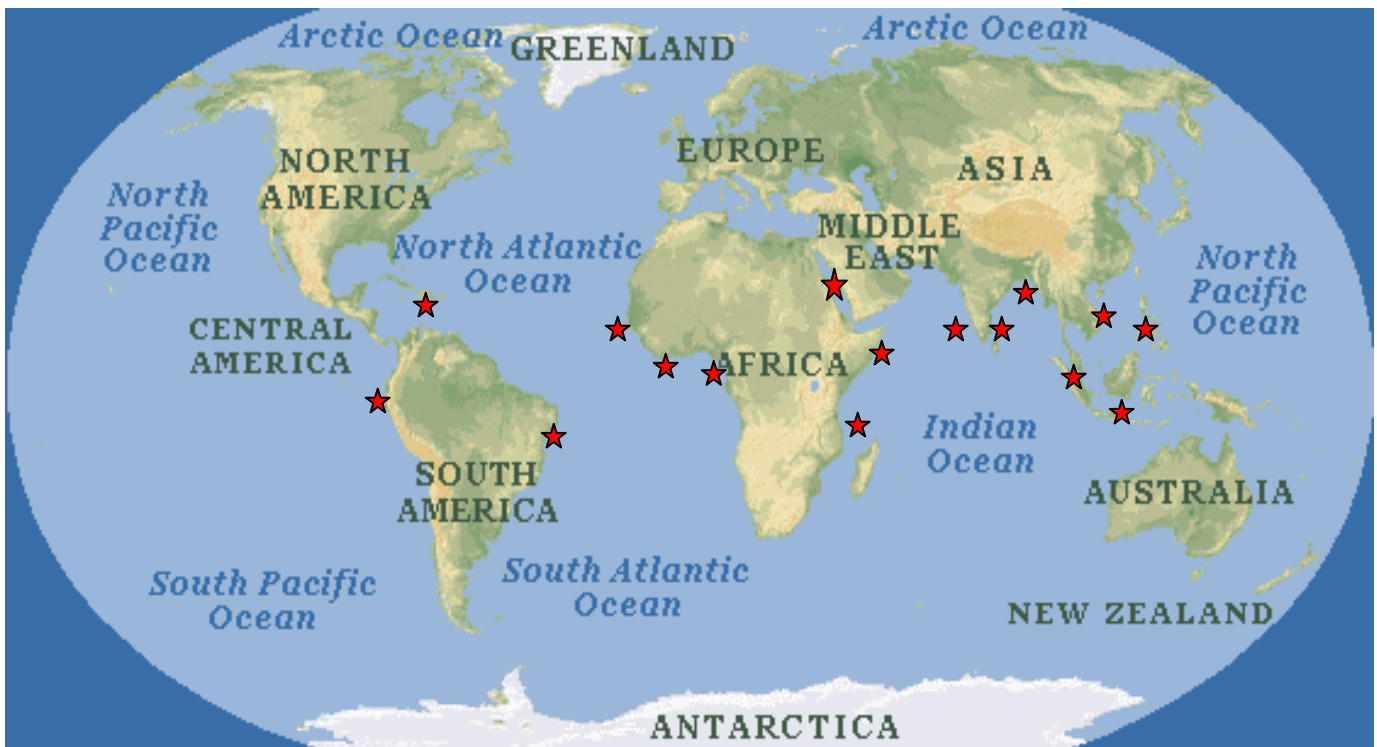 Arctic Ocean
Arctic Ocean
GREENLAND
EUROPE
NORTH
AMERICA
ASIA
North
Pacific
Ocean
MIDDLE
EAST
North Atlantic
Ocean
North
Pacific
Ocean
CENTRAL
AMERICA
AFRICA
Indian
Ocean
SOUTH
AMERICA
AUSTRALIA
South Pacific
Ocean
South Atlantic
Ocean
NEW ZEALAND
ANTARCTICA